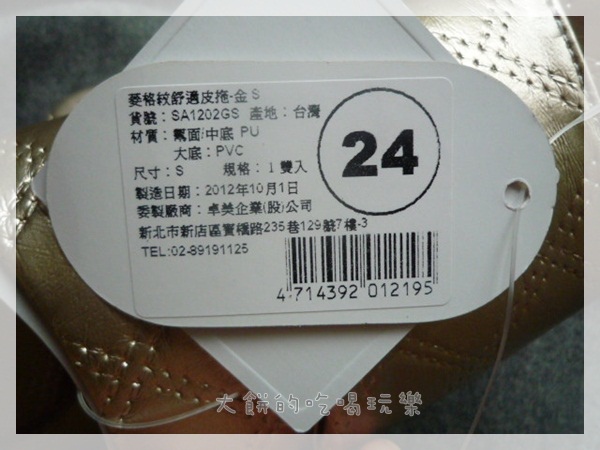 菱格紋舒適皮拖-金 S
貨號：SA1202GS 產地：台灣
材質：氣面/中底 PU
大底：PVC
尺寸：S 規格：1 雙入
製造日期：2012年10月1日
委製廠商：卓美企業(股)公司
新北市新店區寶橋路235巷129號7樓-3
TEL:02-89191125
24
4 714392 012195
大餅的吃喝玩樂